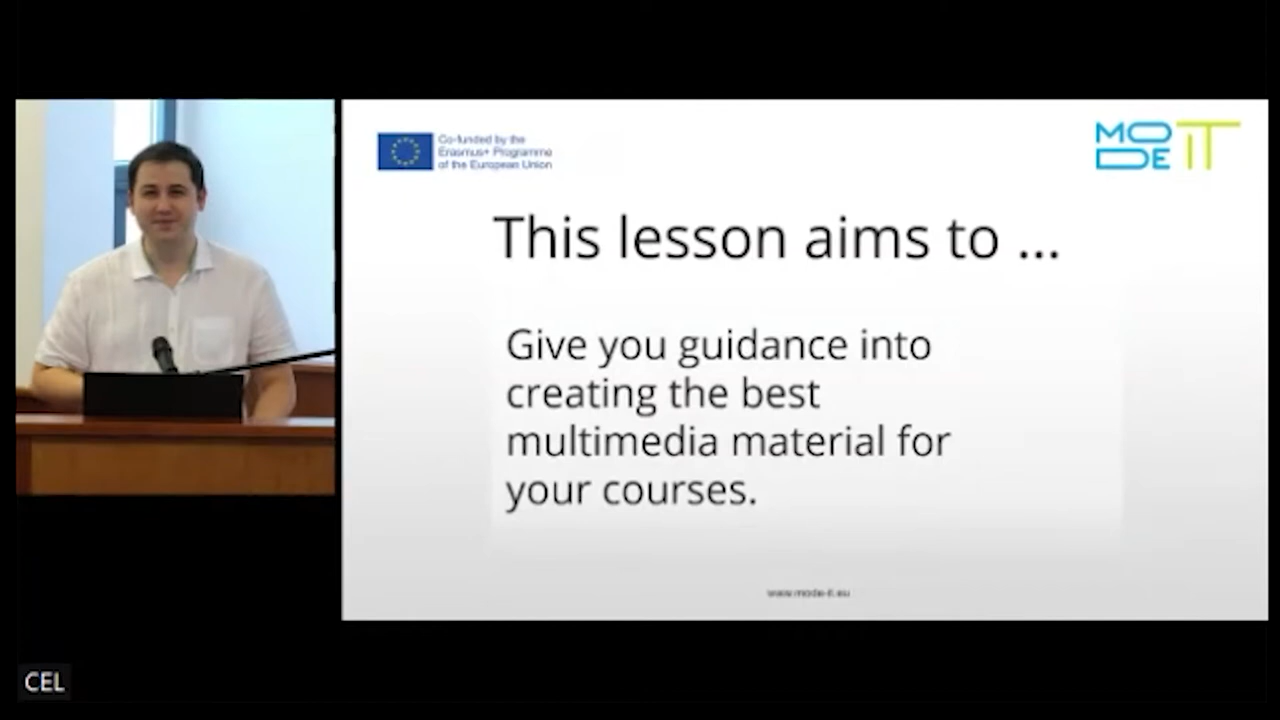 Co-funded by the
Erasmus+ Programme
of the European Union
MO
DE IT
This lesson aims to ...
Give you guidance into
creating the best
multimedia material for
your courses.
www.mode-it.eu
CEL